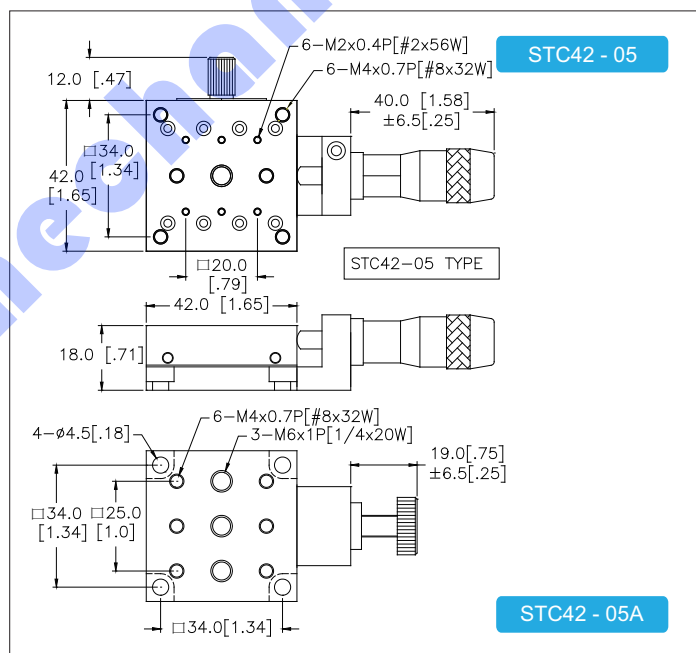 6-M2x0.4P[#2x56W]
STC42 - 05
6-M4x0.7P[#8x32W]
12.0 [.47]
40.0 [1.58]
±6.5[.25]
□34.0
[1.34]
42.0
[1.65]
□20.0
[.79]
STC42-05 TYPE
42.0 [1.65]
18.0 [.71]
6-M4x0.7P[#8x32W]
4-ø4.5[.18]
3-M6x1P[1/4x20W]
19.0[.75]
±6.5[.25]
□34.0
[1.34]
□25.0
[1.0]
□34.0[1.34]
STC42 - 05A
mechan